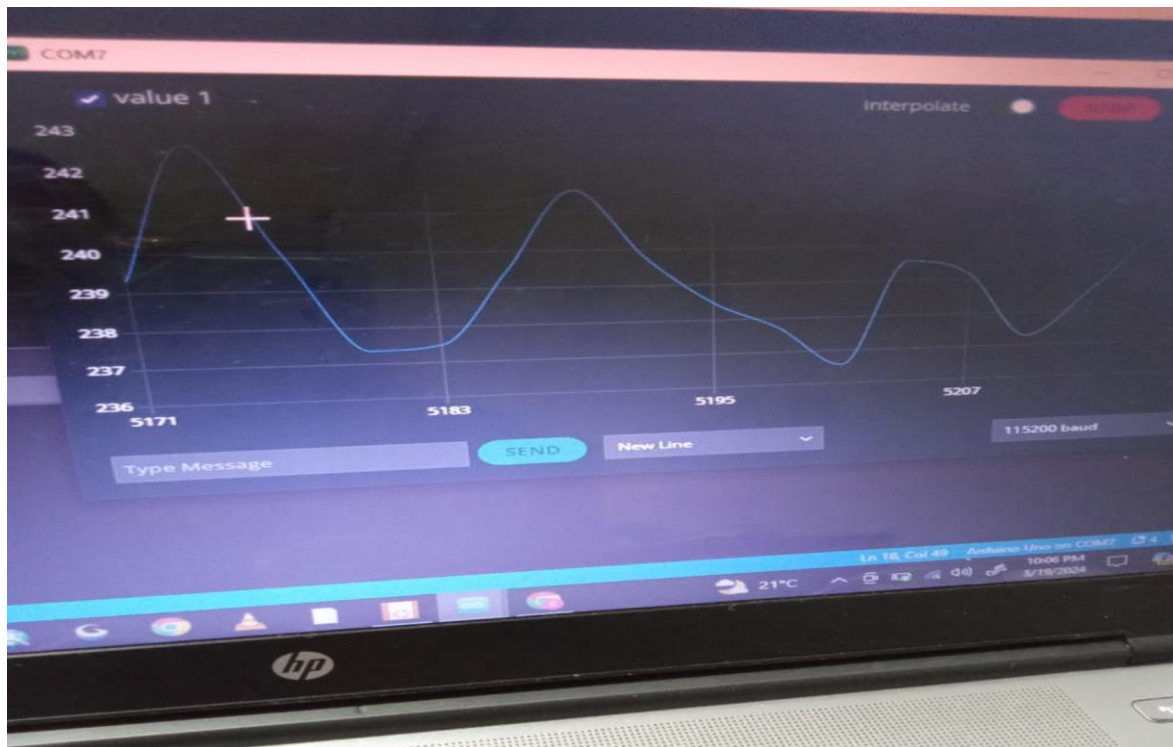 COM7
value 1
Interpolate
243
242
241
240
239
238
237
236
5171
5183
5195
5207
Type Message
SEND
New Line
115200 baud
Ln 18, Col 49
Arduino Uno on COM7
4
21°C
10:06 PM
3/19/2024
hp